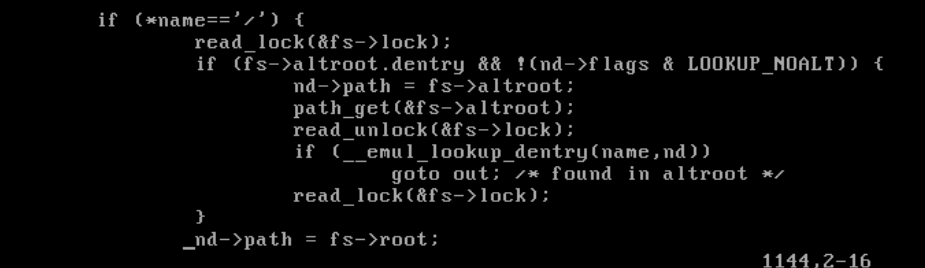 if (*name=='/') {
read_lock(&fs->lock);
if (fs->altroot.dentry && !(nd->flags & LOOKUP_NOALT)) {
nd->path = fs->altroot;
path_get(&fs->altroot);
read_unlock(&fs->lock);
if (__emul_lookup_dentry(name,nd))
goto out; /* found in altroot */
read_lock(&fs->lock);
}
nd->path = fs->root;
1144,2-16